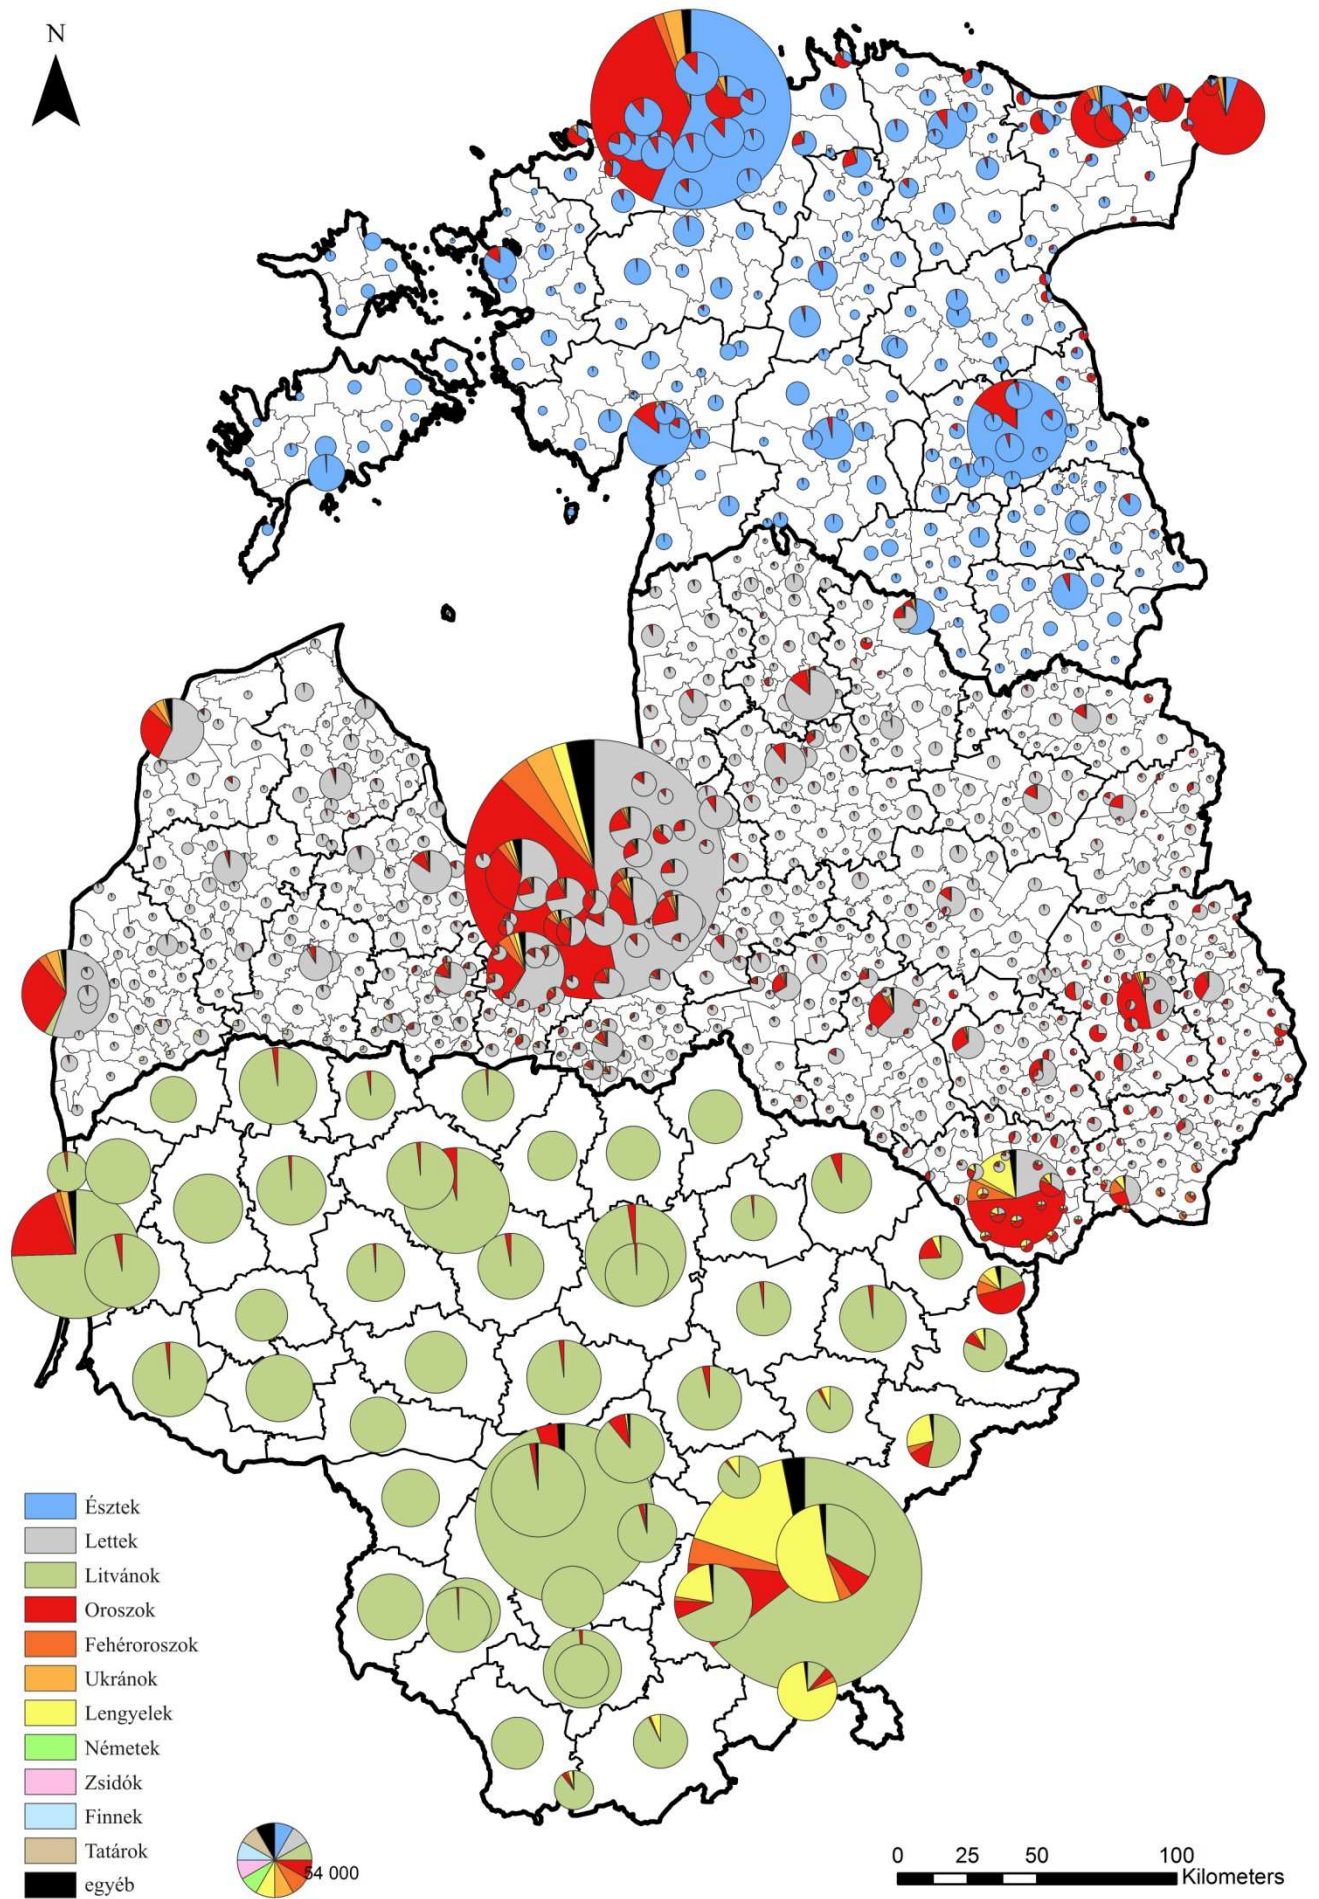 N
Észtek
Lettek
Litvánok
Oroszok
Fehéroroszok
Ukránok
Lengyelek
Németek
Zsidók
Finnek
Tatárok
egyéb
54 000
0 25 50 100
Kilometers